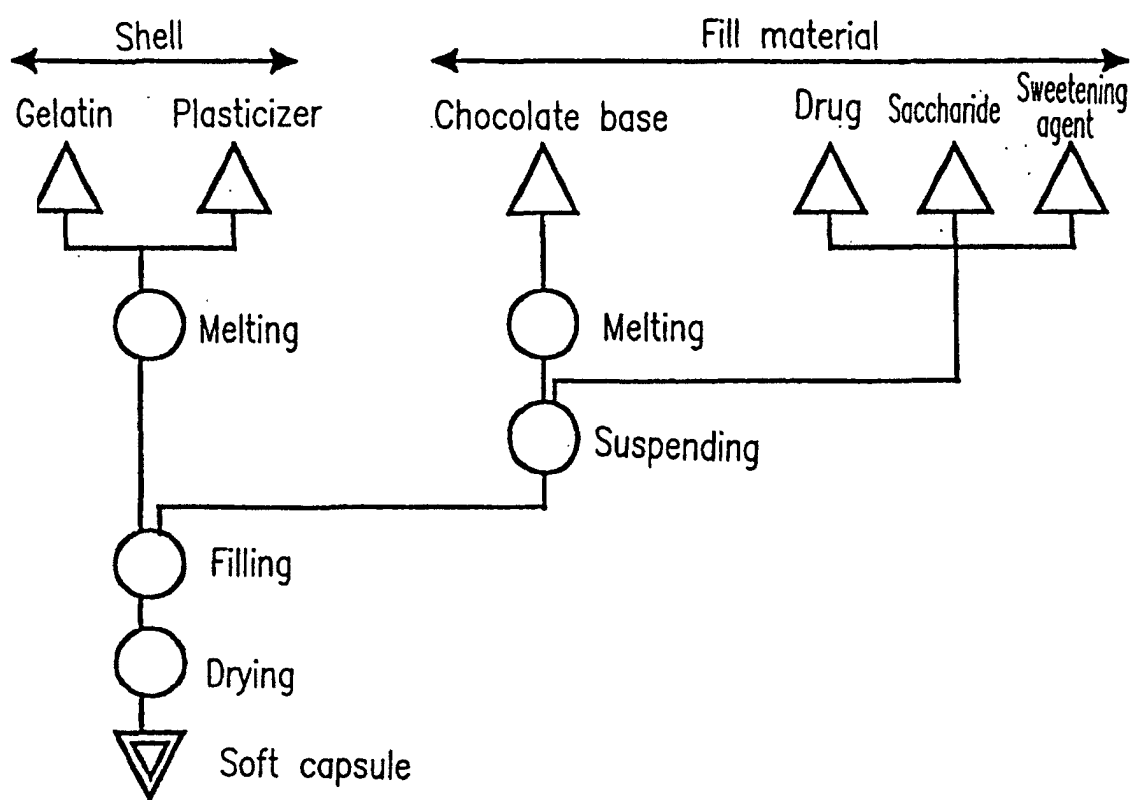 Shell
Fill material
Gelatin
Plasticizer
Chocolate base
Drug
Saccharide
Sweetening
agent
Melting
Melting
Suspending
Filling
Drying
Soft capsule